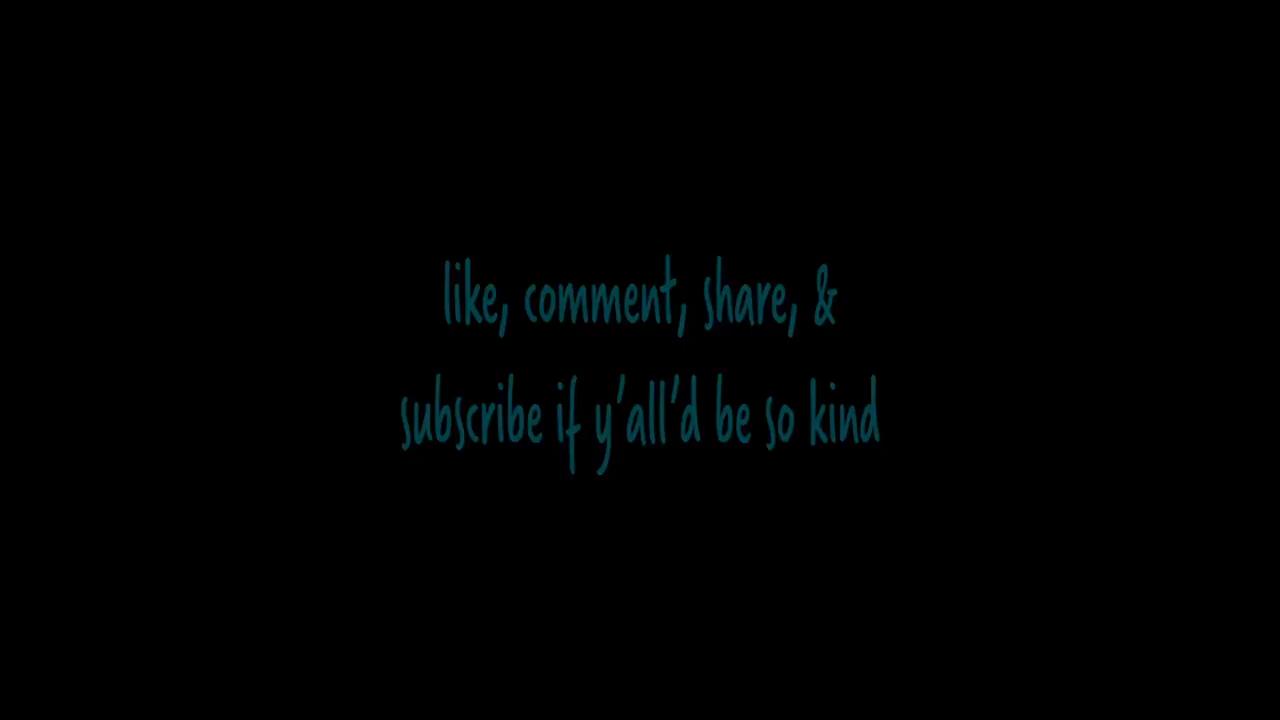 like, comment, share, &
subscribe if y'all'd be so kind